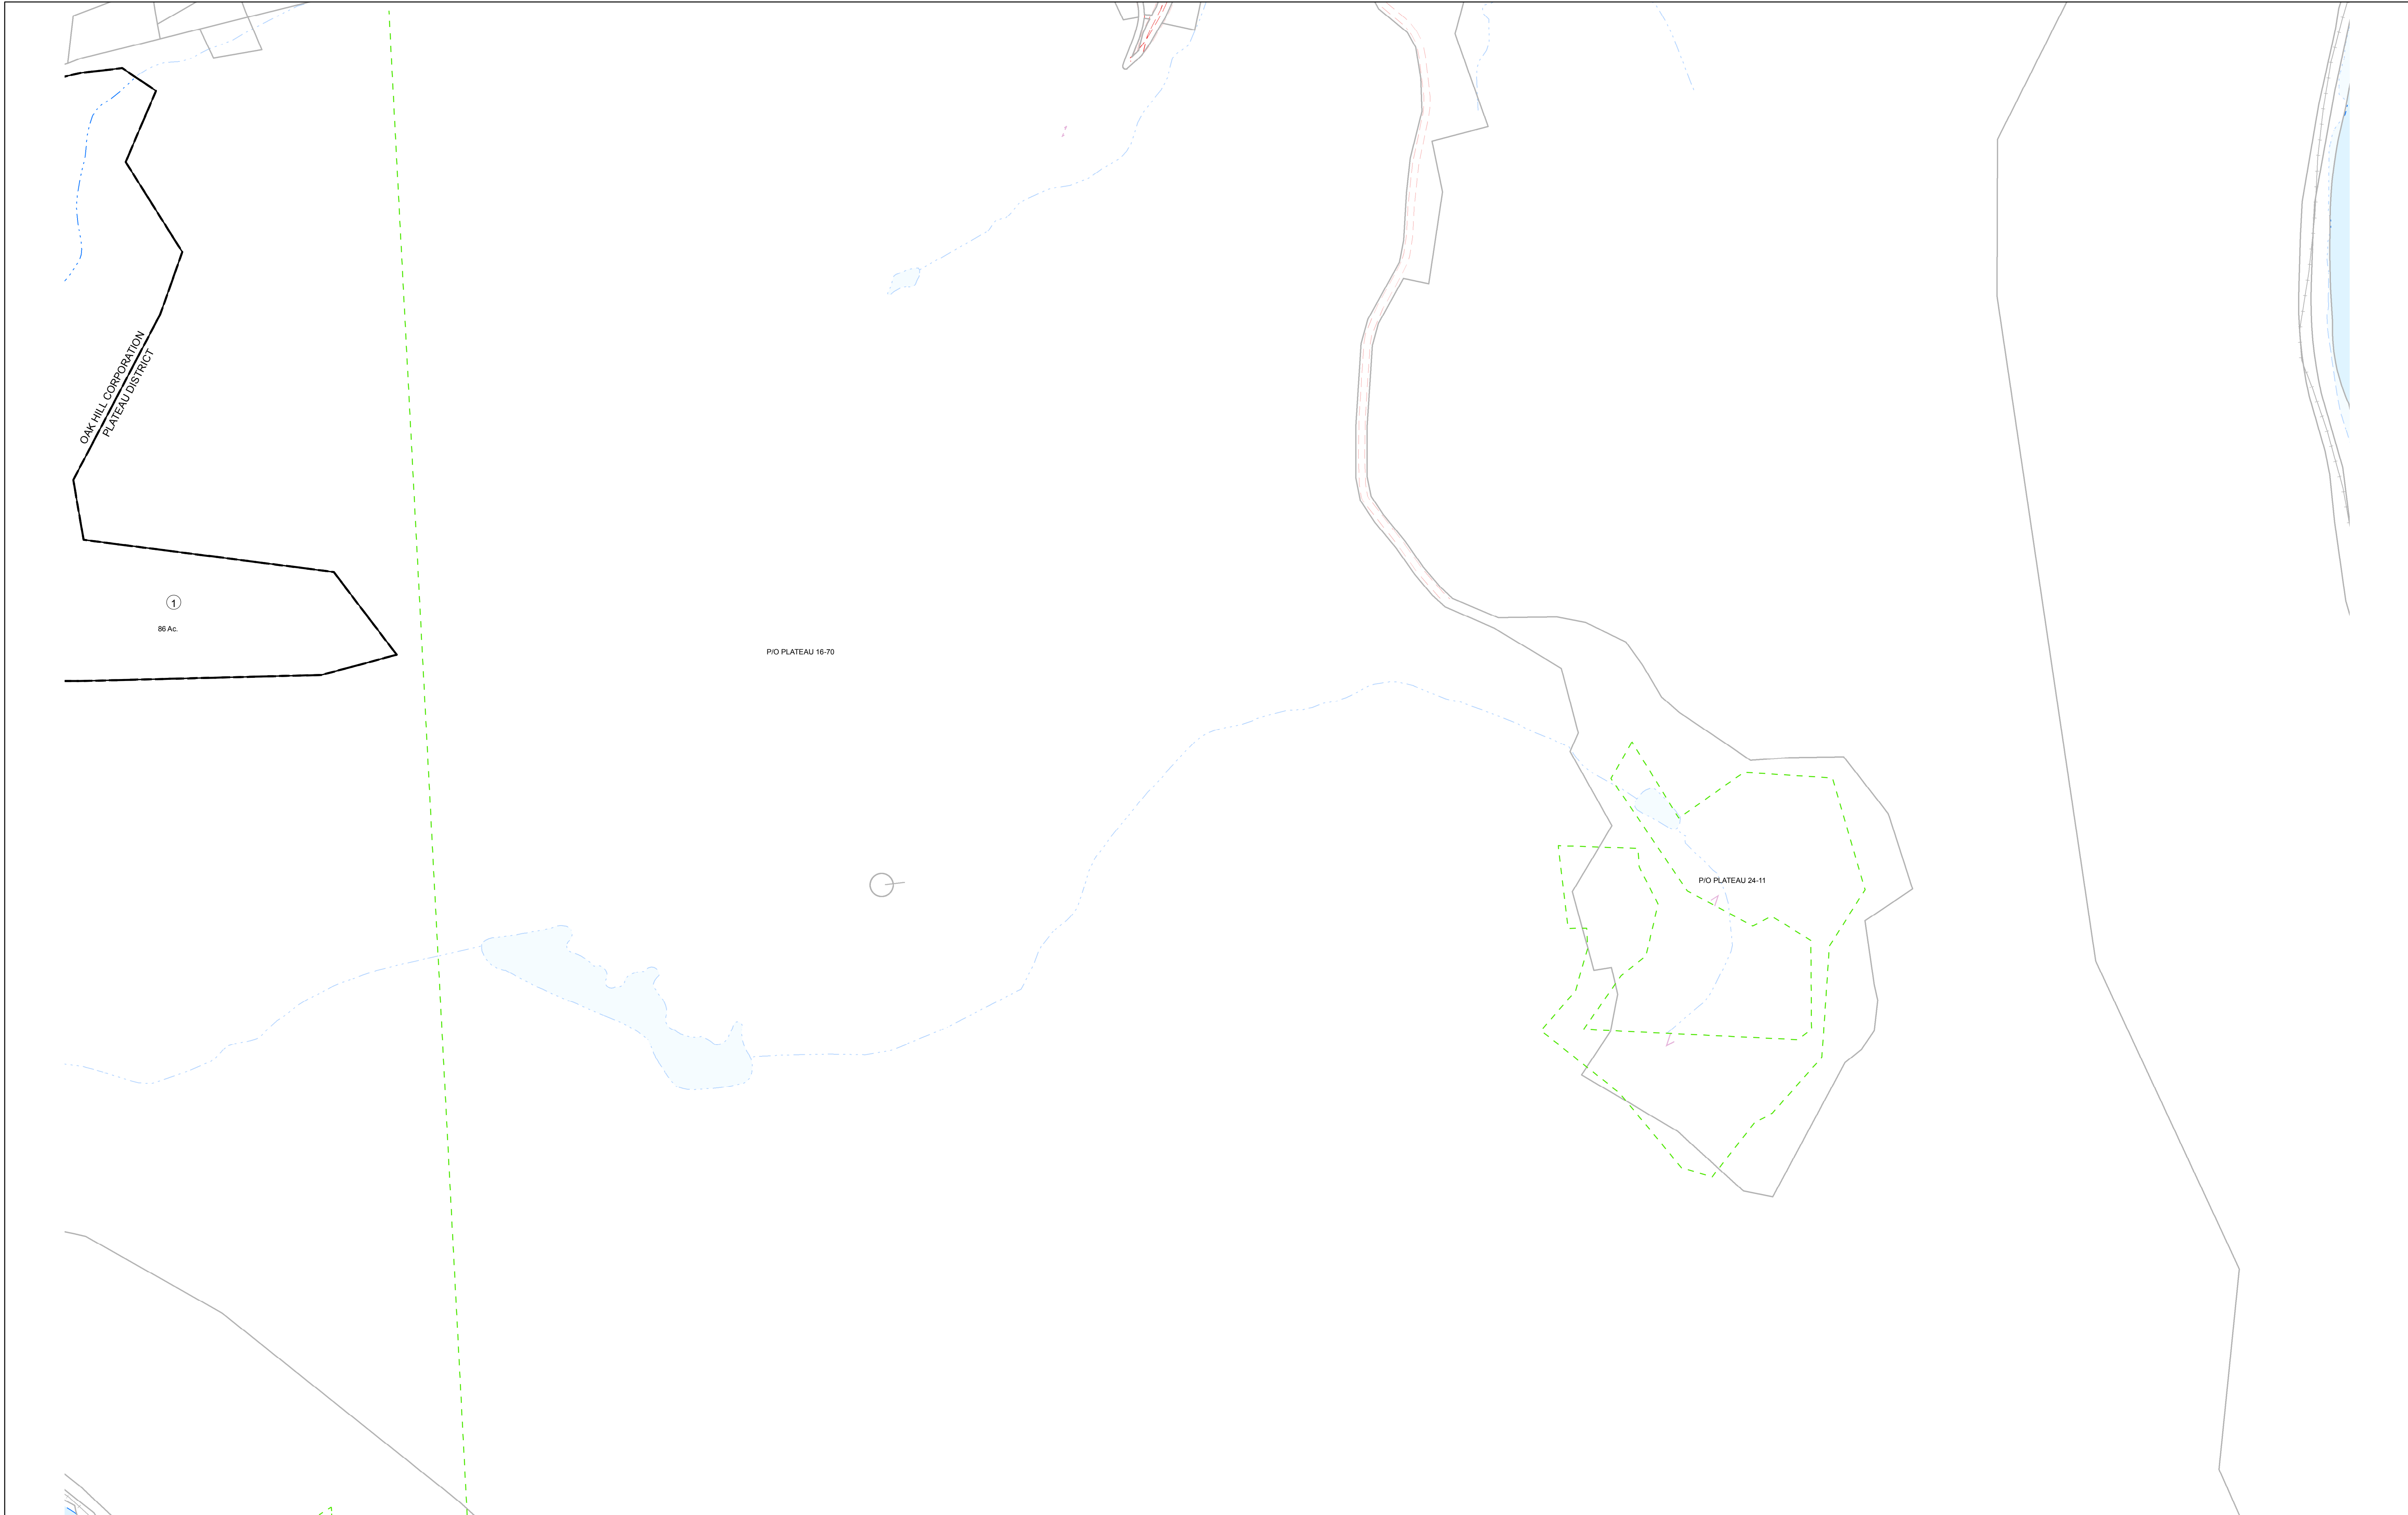 OAK HILL CORPORATION
PLATEAU DISTRICT
1
86 Ac.
P/O PLATEAU 16-70
P/O PLATEAU 24-11